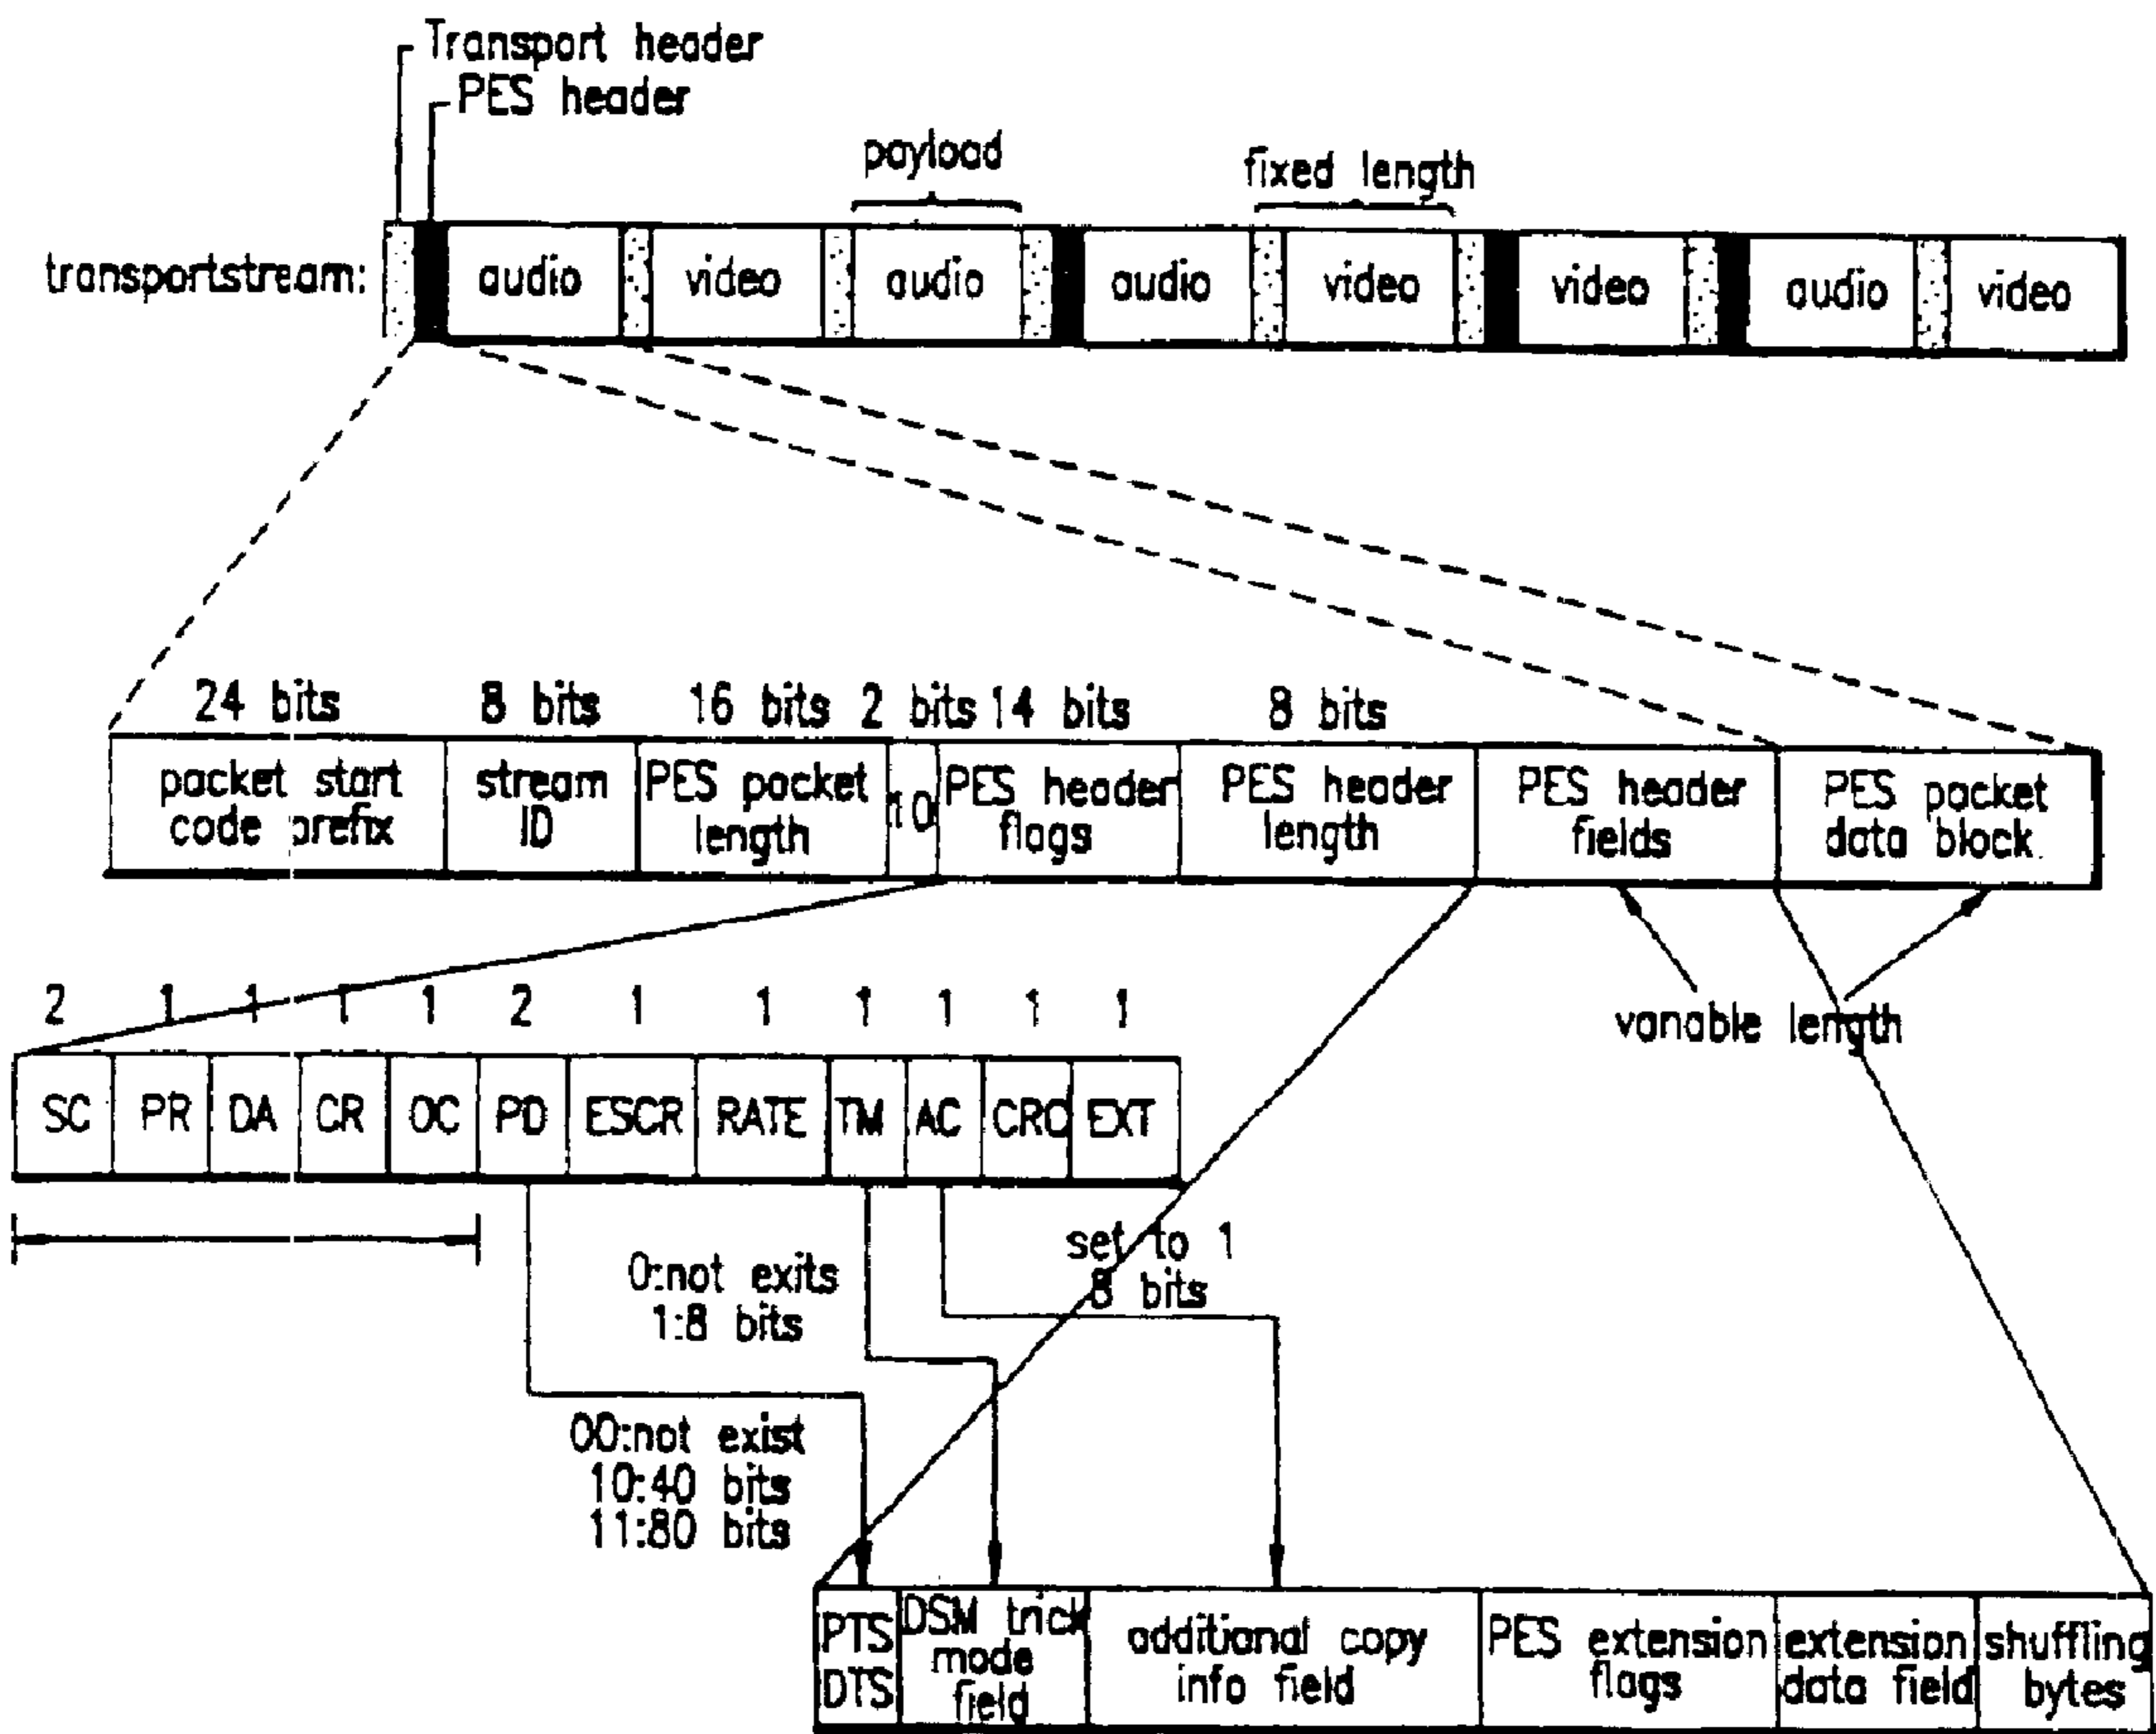 Transport header
PES header
payload
fixed length
transportstream:
audio
video
audio
audio
video
video
audio
video
24 bits
8 bits
16 bits
2 bits
14 bits
8 bits
packet start
code prefix
stream
ID
PES packet
length
10
PES header
flags
PES header
length
PES header
fields
PES packet
data block
variable length
2 1 1 1 1 2 1 1 1 1 1 1
SC PR DA CR OC PD ESCR RATE TM AC CRC EXT
0:not exits
1:8 bits
set to 1
8 bits
00:not exist
10:40 bits
11:80 bits
PTS
DTS
DSM trick
mode
field
additional copy
info field
PES extension
flags
extension
data field
shuffling
bytes